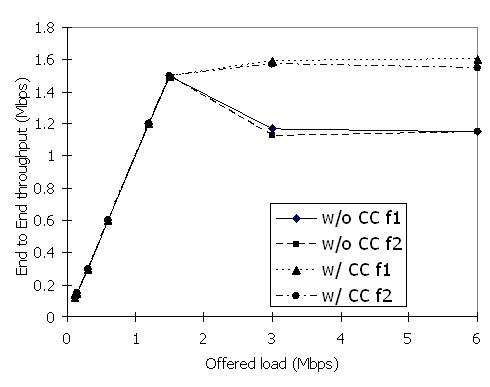 1.8
1.6
1.4
1.2
1
0.8
0.6
0.4
0.2
0
End to End throughput (Mbps)
w/o CC f1
w/o CC f2
w/ CC f1
w/ CC f2
0 1 2 3 4 5 6
Offered load (Mbps)